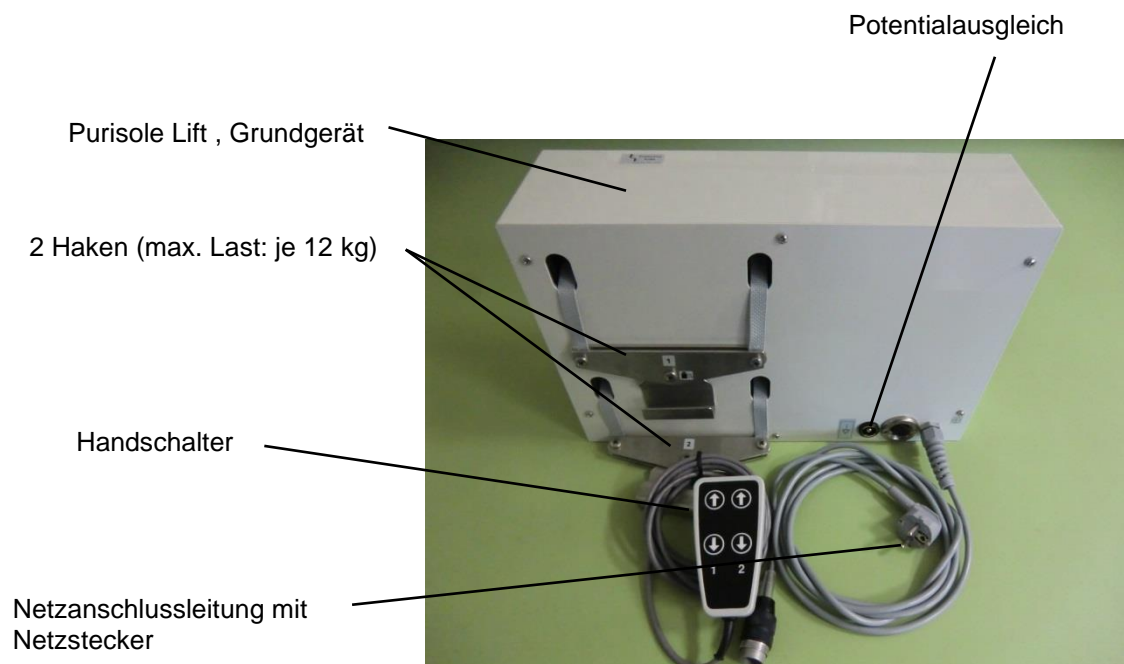 Potentialausgleich
Purisole Lift , Grundgerät
2 Haken (max. Last: je 12 kg)
1
2
Handschalter
1 2
Netzanschlussleitung mit
Netzstecker